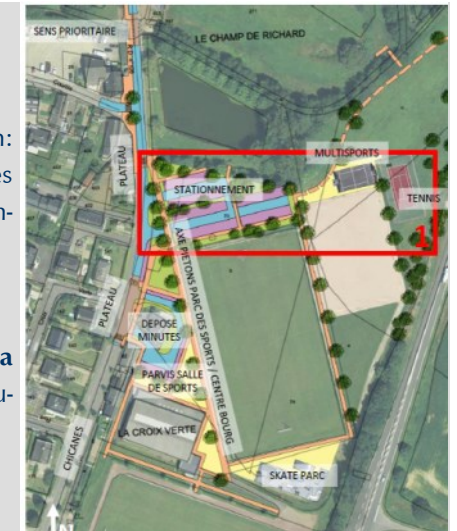 n:
es
n-
a
u-
SENS PRIORITAIRE
LE CHAMP DE RICHARD
PLATEAU
MULTISPORTS
STATIONNEMENT
TENNIS
1
AXE PIETONS PARC DES SPORTS / CENTRE BOURG
PLATEAU
DEPOSE
MINUTES
PARVIS SALLE
DE SPORTS
LA CROIX VERTE
CHICANES
SKATE PARC
N